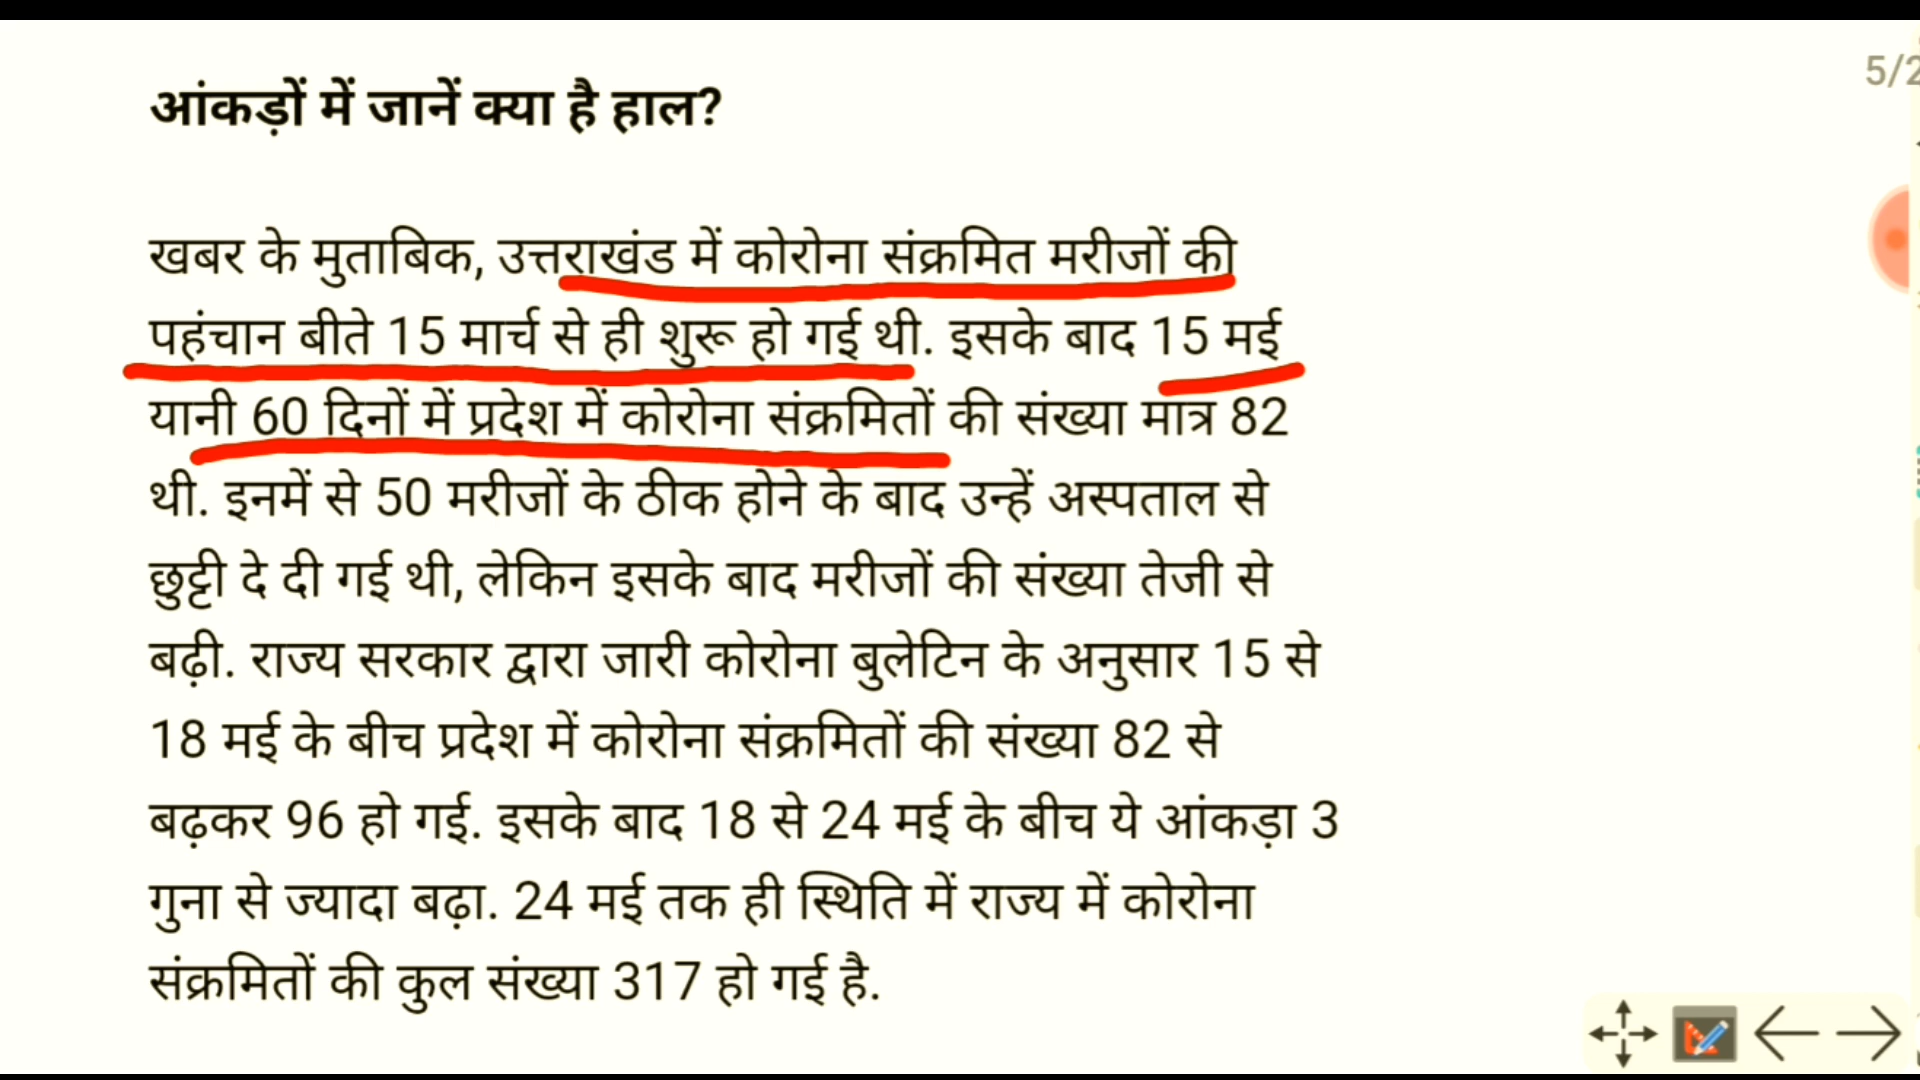 आंकड़ों में जानें क्या है हाल?
5/2
खबर के मुताबिक, उत्तराखंड में कोरोना संक्रमित मरीजों की
पहंचान बीते 15 मार्च से ही शुरू हो गई थी. इसके बाद 15 मई
यानी 60 दिनों में प्रदेश में कोरोना संक्रमितों की संख्या मात्र 82
थी. इनमें से 50 मरीजों के ठीक होने के बाद उन्हें अस्पताल से
छुट्टी दे दी गई थी, लेकिन इसके बाद मरीजों की संख्या तेजी से
बढ़ी. राज्य सरकार द्वारा जारी कोरोना बुलेटिन के अनुसार 15 से
18 मई के बीच प्रदेश में कोरोना संक्रमितों की संख्या 82 से
बढ़कर 96 हो गई. इसके बाद 18 से 24 मई के बीच ये आंकड़ा 3
गुना से ज्यादा बढ़ा. 24 मई तक ही स्थिति में राज्य में कोरोना
संक्रमितों की कुल संख्या 317 हो गई है.